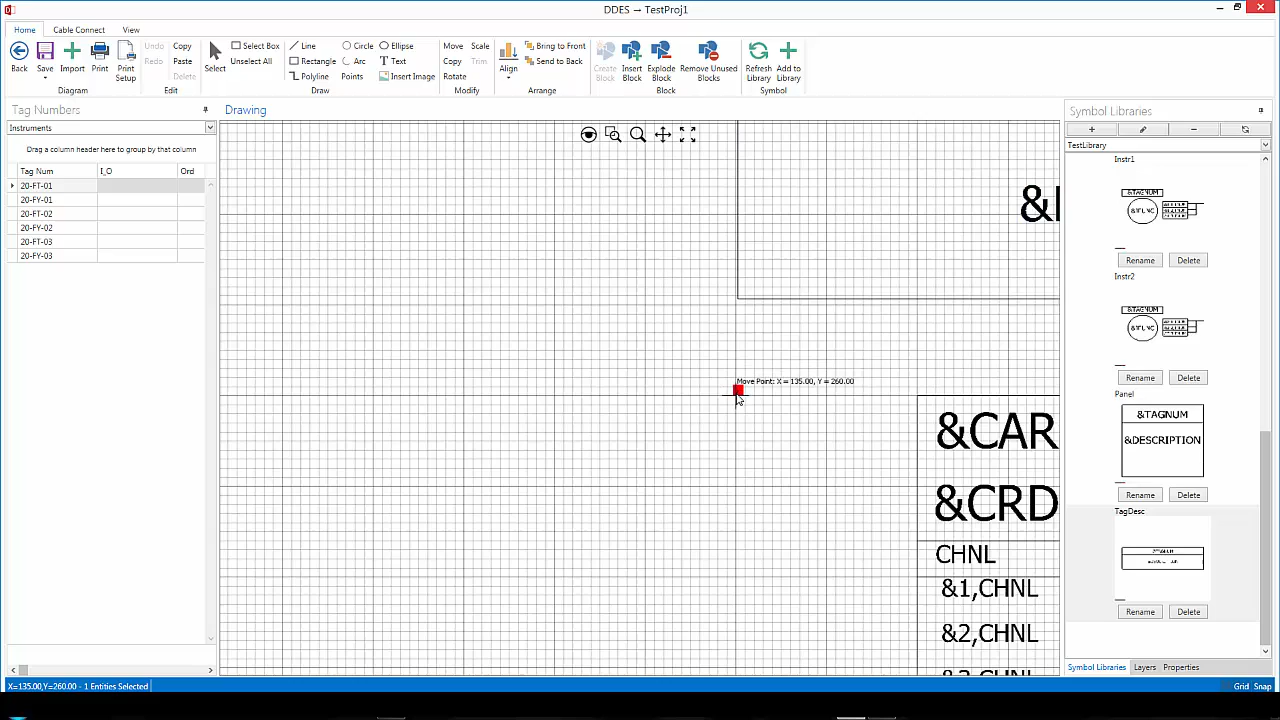 DDES → TestProj1
Home Cable Connect View
Back Save Import Print Print Setup
Undo Copy
Redo Paste
Delete
Select Select Box
Unselect All
Line Circle Ellipse
Rectangle Arc Text
Polyline Points Insert Image
Move Scale
Copy Trim
Rotate
Align Bring to Front
Send to Back
Create Block Insert Block Explode Block Remove Unused Blocks
Refresh Library Add to Library
Diagram Edit Draw Modify Arrange Block Symbol
Tag Numbers
Instruments
Drag a column header here to group by that column
Tag Num I_O Ord
20-FT-01
20-FY-01
20-FT-02
20-FY-02
20-FT-03
20-FY-03
Drawing
Move Point: X = 135.00, Y = 260.00
&CAR
&CRD
CHNL
&1,CHNL
&2,CHNL
Symbol Libraries
TestLibrary
Instr1
&TAGNUM
Rename Delete
Instr2
&TAGNUM
Rename Delete
Panel
&TAGNUM
&DESCRIPTION
Rename Delete
TagDesc
Rename Delete
Symbol Libraries Layers Properties
X=135.00,Y=260.00 - 1 Entities Selected
Grid Snap